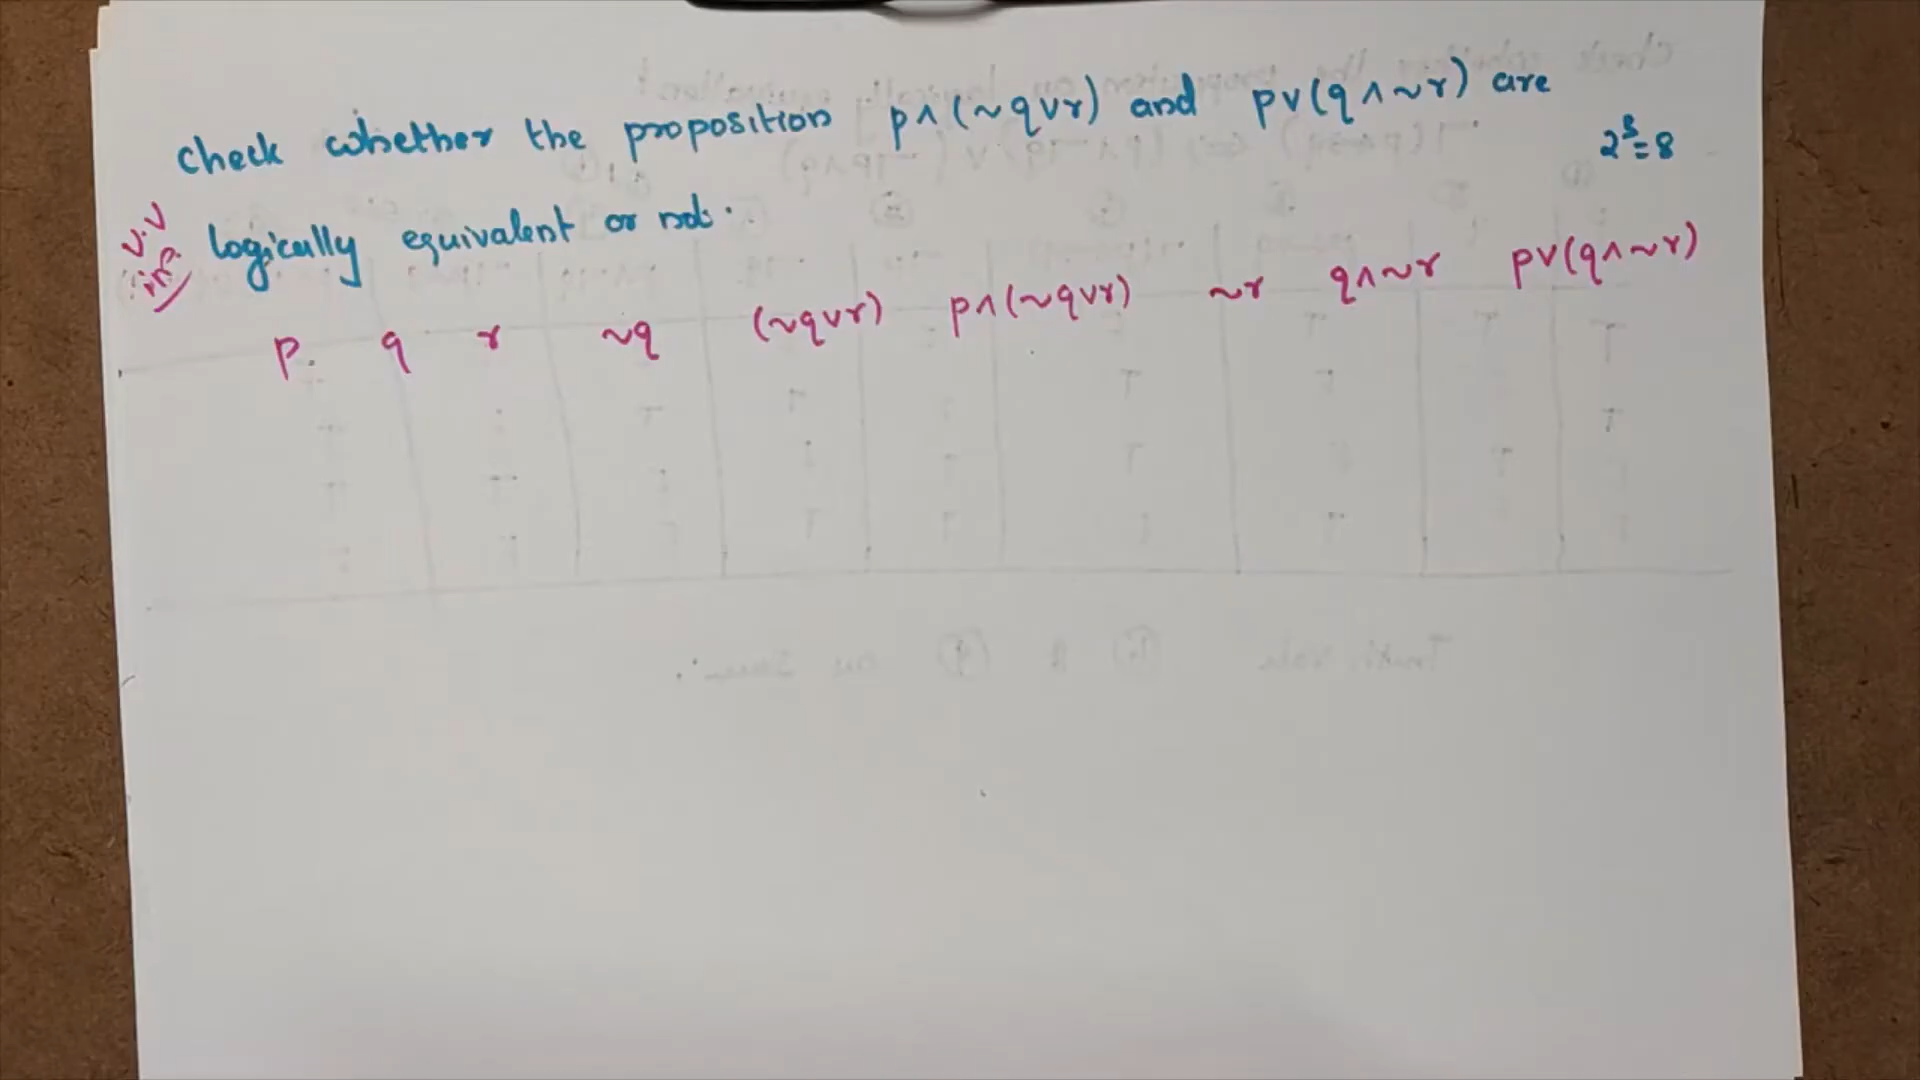 check whether the proposition p∧(~q∨r) and p∨(q∧~r) are
2³=8
v.v
imp.
logically equivalent or not.
p. q r ~q (~q∨r) p∧(~q∨r) ~r q∧~r p∨(q∧~r)